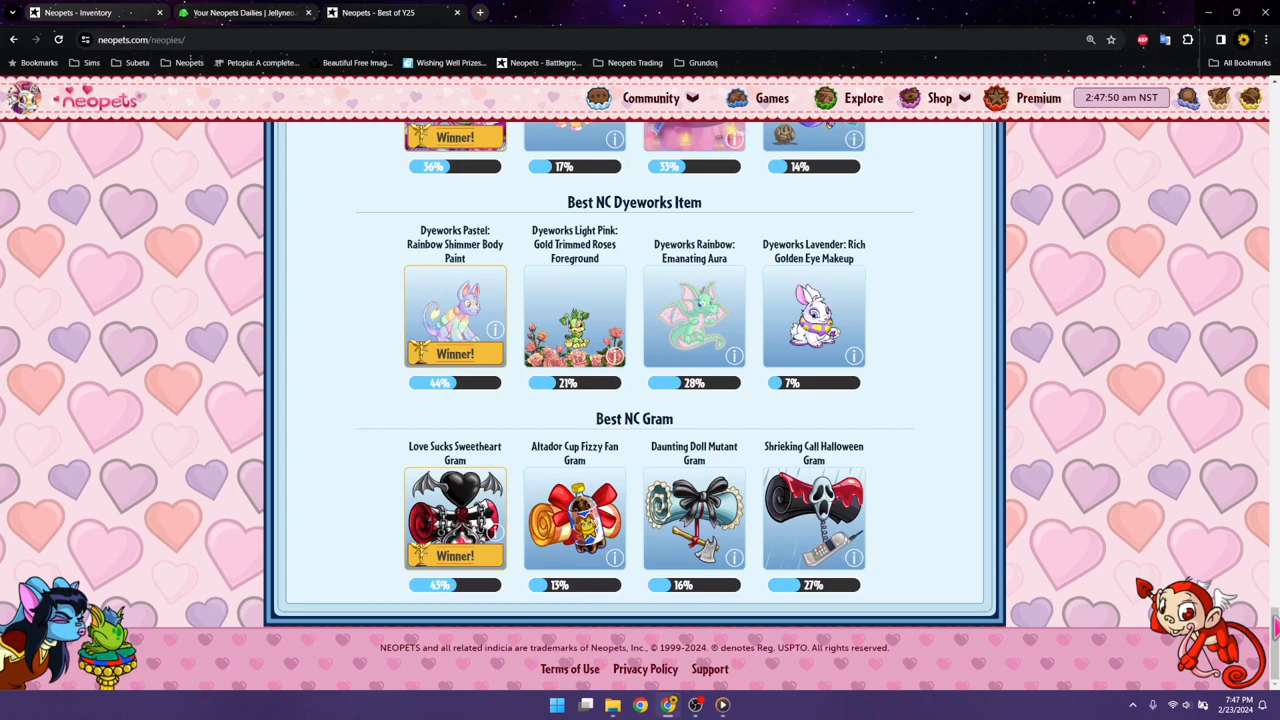 Neopets - Inventory
Your Neopets Dailies | Jellyneo
Neopets - Best of Y25
neopets.com/neopies/
Bookmarks
Sims
Subeta
Neopets
Petopia: A complete...
Beautiful Free Imag...
Wishing Well Prizes...
Neopets - Battlegro...
Neopets Trading
Grundos
All Bookmarks
neopets
Community
Games
Explore
Shop
Premium
2:47:50 am NST
Winner!
36%
17%
33%
14%
Best NC Dyeworks Item
Dyeworks Pastel:
Rainbow Shimmer Body
Paint
Dyeworks Light Pink:
Gold Trimmed Roses
Foreground
Dyeworks Rainbow:
Emanating Aura
Dyeworks Lavender: Rich
Golden Eye Makeup
Winner!
44%
21%
28%
7%
Best NC Gram
Love Sucks Sweetheart
Gram
Altador Cup Fizzy Fan
Gram
Daunting Doll Mutant
Gram
Shrieking Call Halloween
Gram
Winner!
43%
13%
16%
27%
NEOPETS and all related indicia are trademarks of Neopets, Inc., © 1999-2024. ® denotes Reg. USPTO. All rights reserved.
Terms of Use
Privacy Policy
Support
7:47 PM
2/23/2024